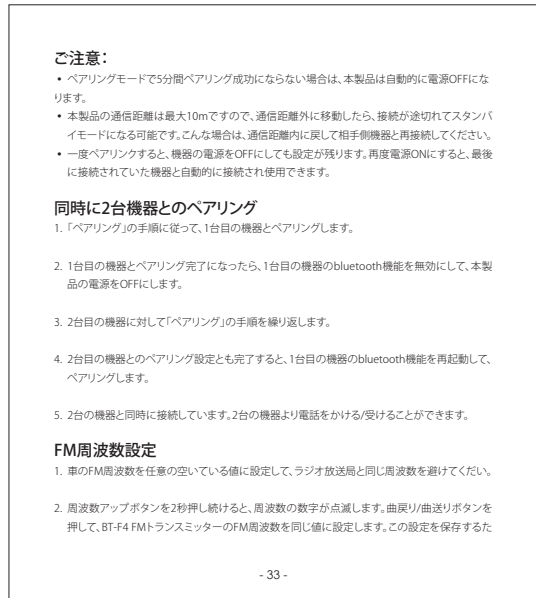 ご注意：
• ペアリングモードで5分間ペアリング成功にならない場合は、本製品は自動的に電源OFFにな
ります。
• 本製品の通信距離は最大10mですので、通信距離外に移動したら、接続が途切れてスタンバ
イモードになる可能です。こんな場合は、通信距離内に戻して相手側機器と再接続してください。
• 一度ペアリンクすると、機器の電源をOFFにしても設定が残ります。再度電源ONにすると、最後
に接続されていた機器と自動的に接続され使用できます。
同時に2台機器とのペアリング
1. 「ペアリング」の手順に従って、1台目の機器とペアリングします。
2. 1台目の機器とペアリング完了になったら、1台目の機器のbluetooth機能を無効にして、本製
品の電源をOFFにします。
3. 2台目の機器に対して「ペアリング」の手順を繰り返します。
4. 2台目の機器とのペアリング設定とも完了すると、1台目の機器のbluetooth機能を再起動して、
ペアリングします。
5. 2台の機器と同時に接続しています。2台の機器より電話をかける/受けることができます。
FM周波数設定
1. 車のFM周波数を任意の空いている値に設定して、ラジオ放送局と同じ周波数を避けてくだい。
2. 周波数アップボタンを2秒押し続けると、周波数の数字が点滅します。曲戻り/曲送りボタンを
押して、BT-F4 FMトランスミッターのFM周波数を同じ値に設定します。この設定を保存するた
- 33 -